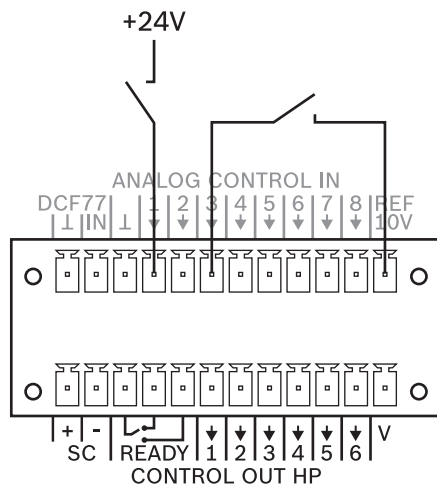 +24V
ANALOG CONTROL IN
DCF77 1 2 3 4 5 6 7 8 REF
⊥ IN ⊥ ↓ ↓ ↓ ↓ ↓ ↓ ↓ ↓ 10V
+ - ↓ ↓ ↓ ↓ ↓ ↓ V
SC READY 1 2 3 4 5 6
CONTROL OUT HP